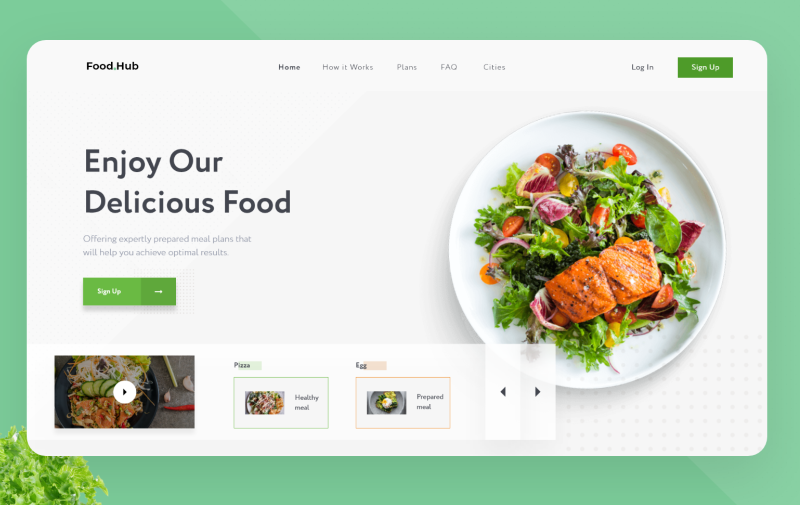 Food.Hub
Home
How it Works
Plans
FAQ
Cities
Log In
Sign Up
Enjoy Our
Delicious Food
Offering expertly prepared meal plans that
will help you achieve optimal results.
Sign Up
Pizza
Healthy
meal
Egg
Prepared
meal